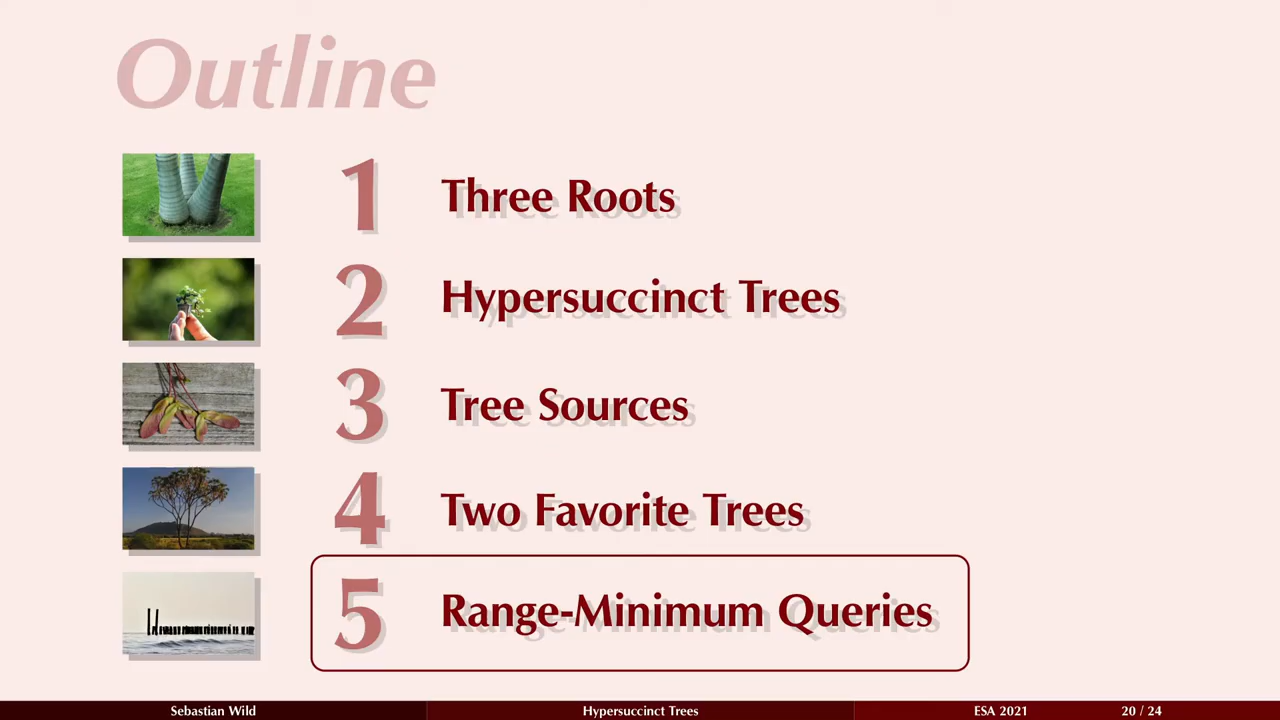 Outline
1 Three Roots
2 Hypersuccinct Trees
3 Tree Sources
4 Two Favorite Trees
5 Range-Minimum Queries
Sebastian Wild Hypersuccinct Trees ESA 2021 20 / 24